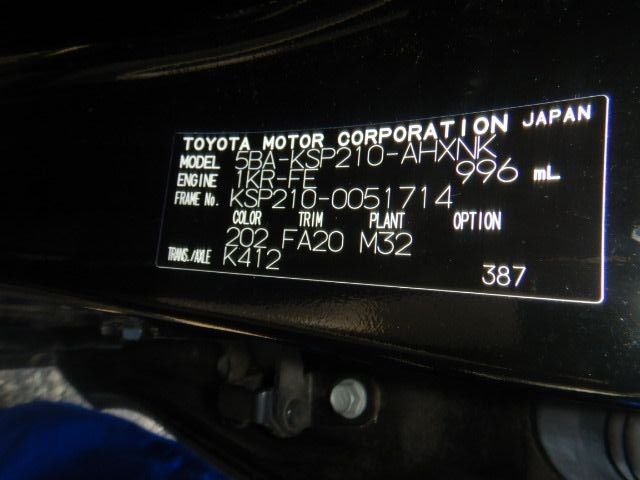 TOYOTA MOTOR CORPORATION JAPAN
MODEL 5BA-KSP210-AHXNK
ENGINE 1KR-FE 996 mL
FRAME No. KSP210-0051714
COLOR TRIM PLANT OPTION
202 FA20 M32
TRANS./AXLE K412
387